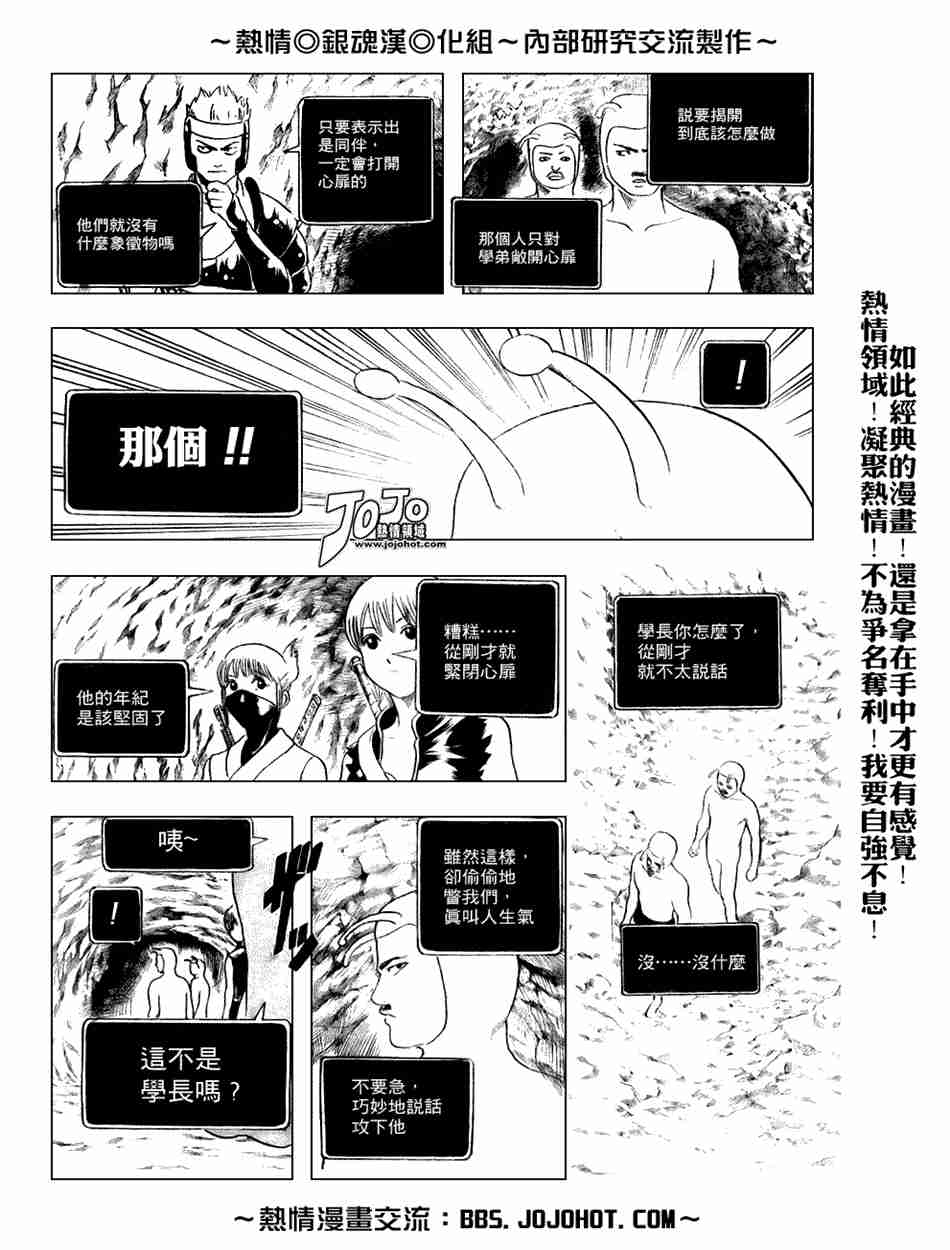 ～熱情◎銀魂漢◎化組～內部研究交流製作～
說要揭開
到底該怎麼做
那個人只對
學弟敞開心扉
只要表示出
是同伴，
一定會打開
心扉的
他們就沒有
什麼象徵物嗎
！
那個!!
JOJO
熱情領域
www.jojohot.com
學長你怎麼了，
從剛才
就不太說話
沒……沒什麼
糟糕……
從剛才就
緊閉心扉
他的年紀
是該堅固了
雖然這樣，
卻偷偷地
瞥我們，
真叫人生氣
不要急，
巧妙地說話
攻下他
咦~
！
ガッ
這不是
學長嗎？
如此經典的漫畫！還是拿在手中才更有感覺！
熱情領域！凝聚熱情！不為爭名奪利！我要自強不息！
～熱情漫畫交流：BBS.JOJOHOT.COM～